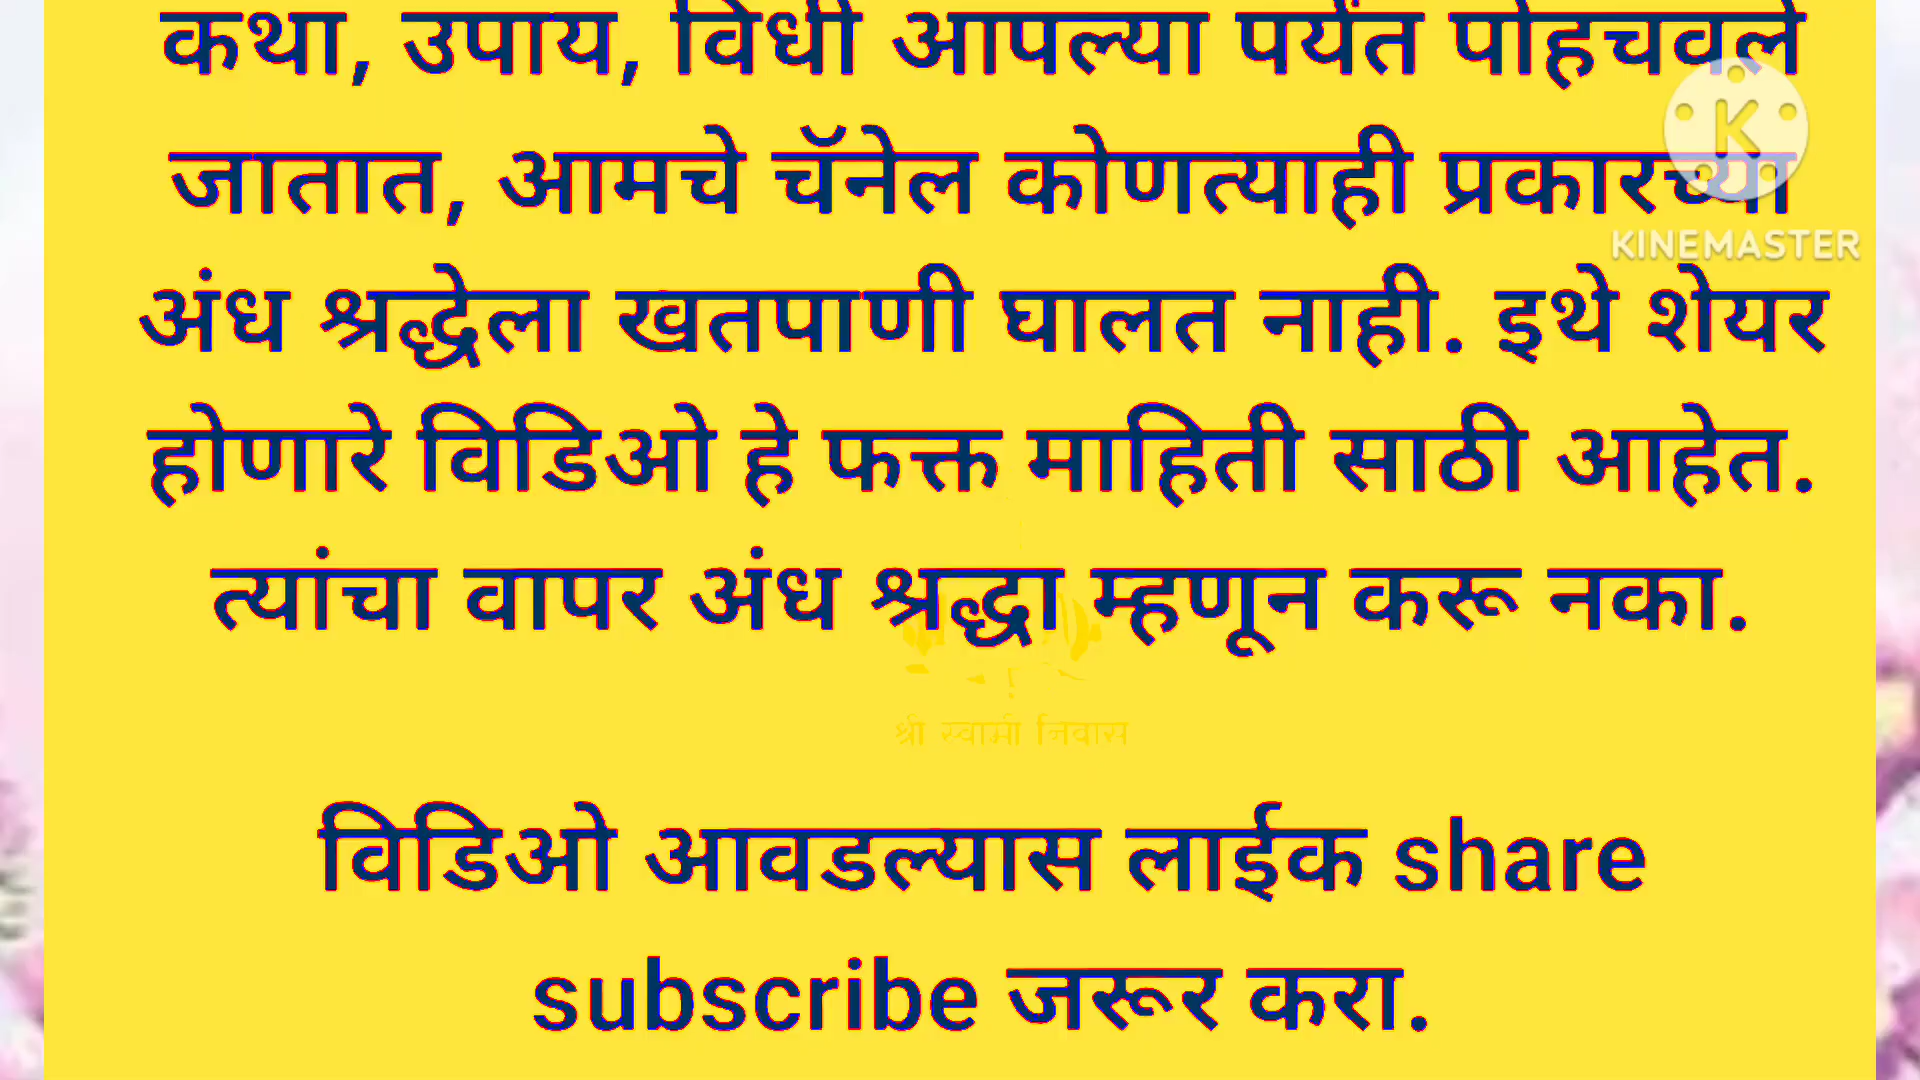 कथा, उपाय, विधी आपल्या पर्यंत पोहचवले
जातात, आमचे चॅनेल कोणत्याही प्रकारच्या
KINEMASTER
अंध श्रद्धेला खतपाणी घालत नाही. इथे शेयर
होणारे विडिओ हे फक्त माहिती साठी आहेत.
त्यांचा वापर अंध श्रद्धा म्हणून करू नका.
श्री स्वामी निवास
विडिओ आवडल्यास लाईक share
subscribe जरूर करा.